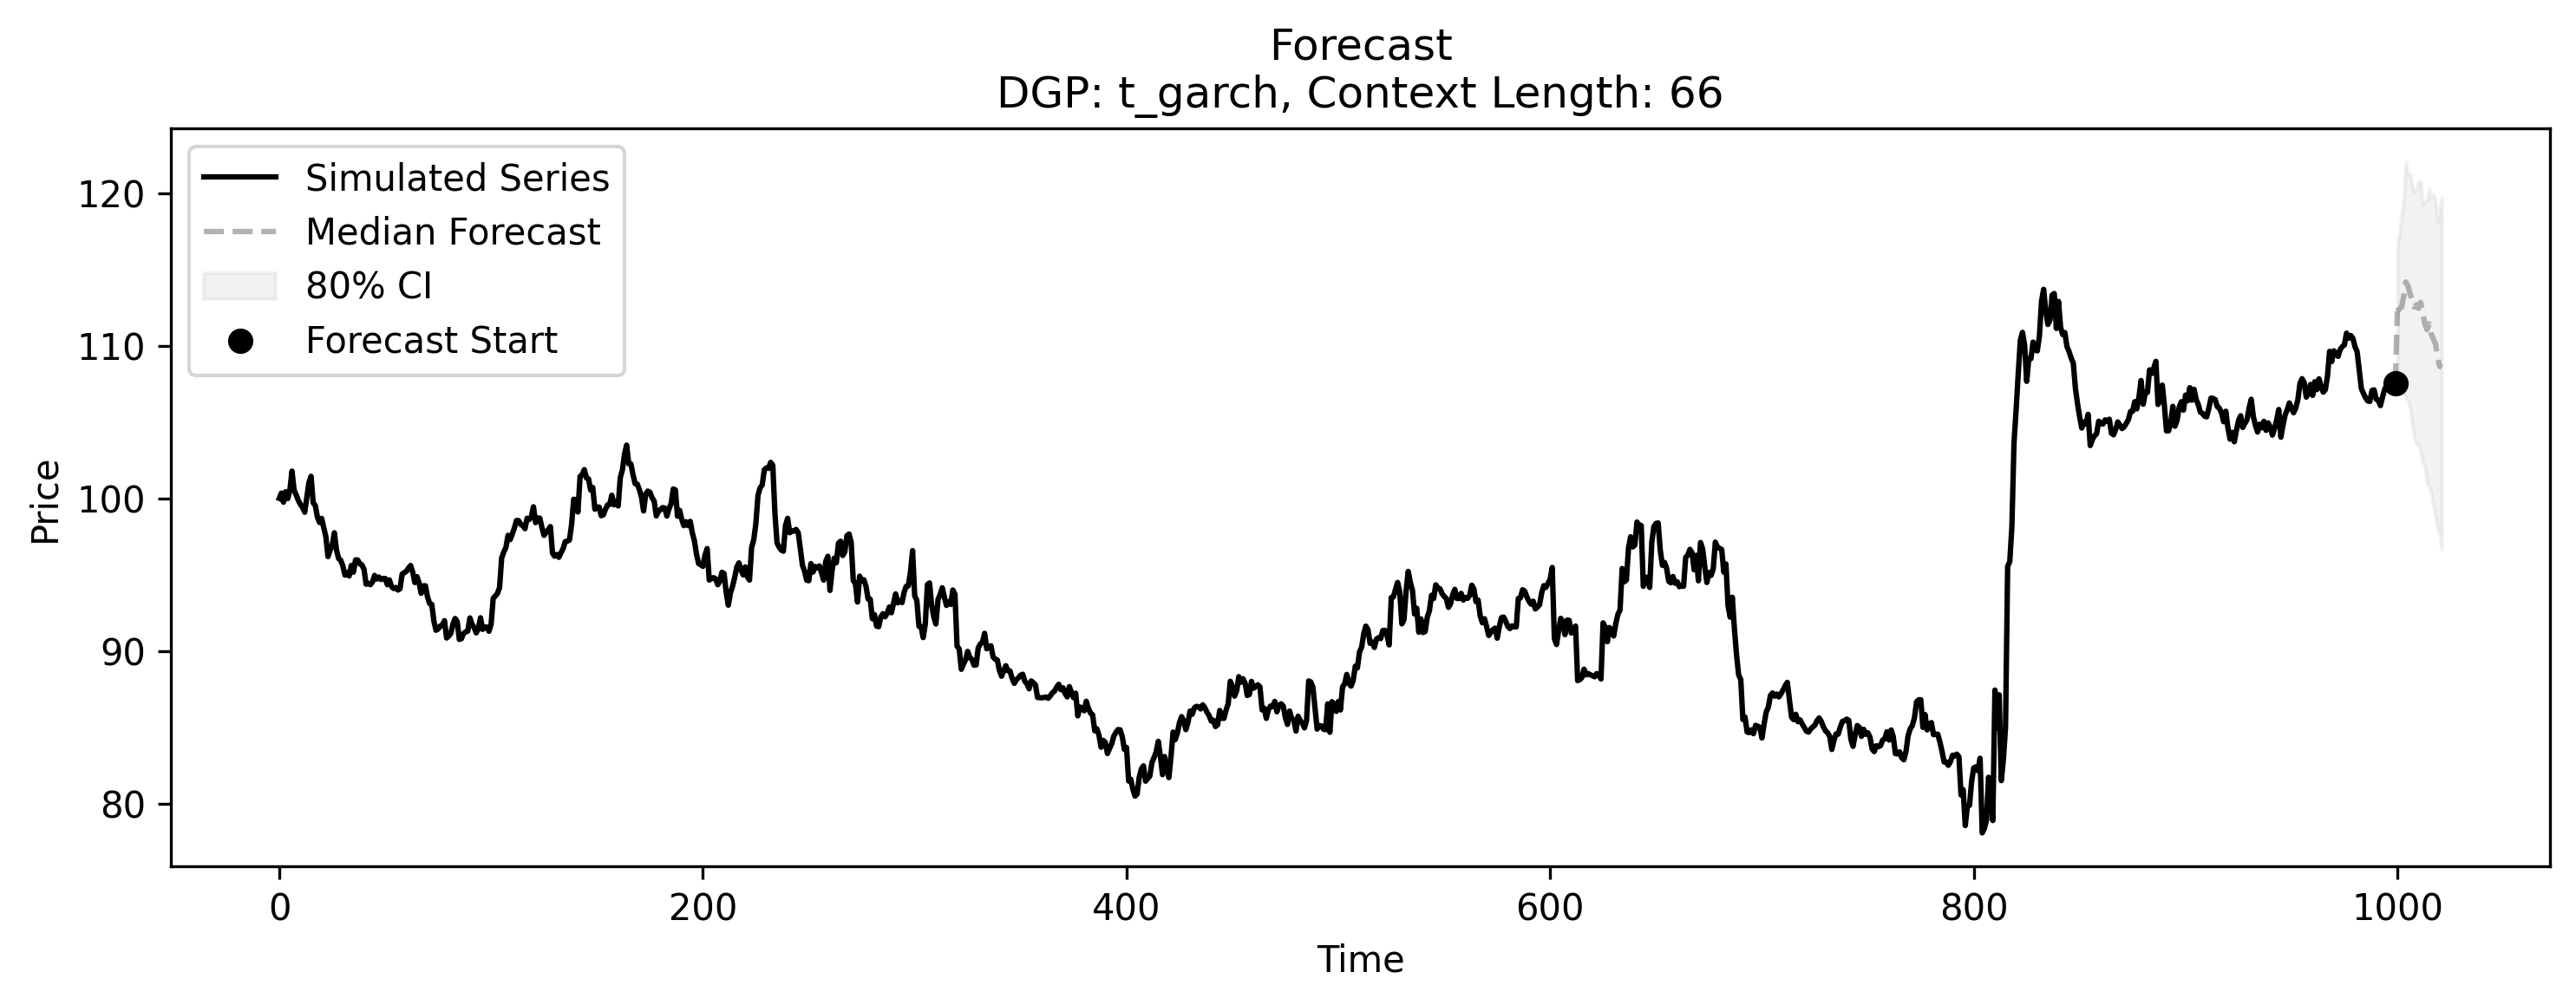 Forecast
DGP: t_garch, Context Length: 66
Simulated Series
Median Forecast
80% CI
Forecast Start
Price
120
110
100
90
80
0
200
400
600
800
1000
Time